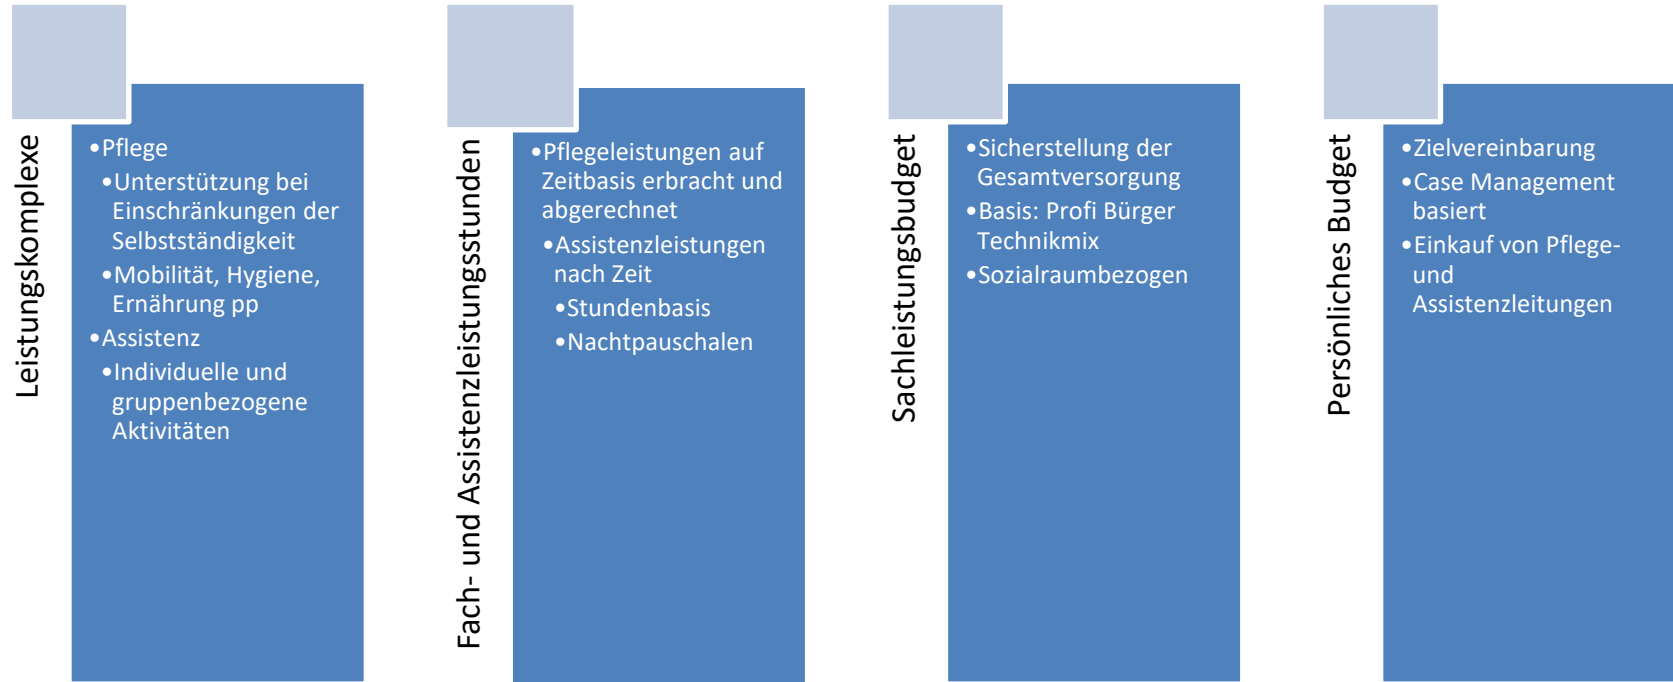 Leistungskomplexe
•Pflege
•Unterstützung bei
Einschränkungen der
Selbstständigkeit
•Mobilität, Hygiene,
Ernährung pp
•Assistenz
•Individuelle und
gruppenbezogene
Aktivitäten
Fach- und Assistenzleistungsstunden
•Pflegeleistungen auf
Zeitbasis erbracht und
abgerechnet
•Assistenzleistungen
nach Zeit
•Stundenbasis
•Nachtpauschalen
Sachleistungsbudget
•Sicherstellung der
Gesamtversorgung
•Basis: Profi Bürger
Technikmix
•Sozialraumbezogen
Persönliches Budget
•Zielvereinbarung
•Case Management
basiert
•Einkauf von Pflege-
und
Assistenzleitungen